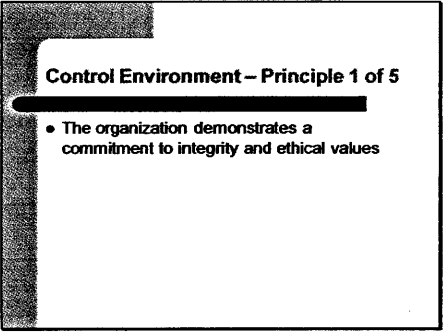 Control Environment – Principle 1 of 5
● The organization demonstrates a
commitment to integrity and ethical values